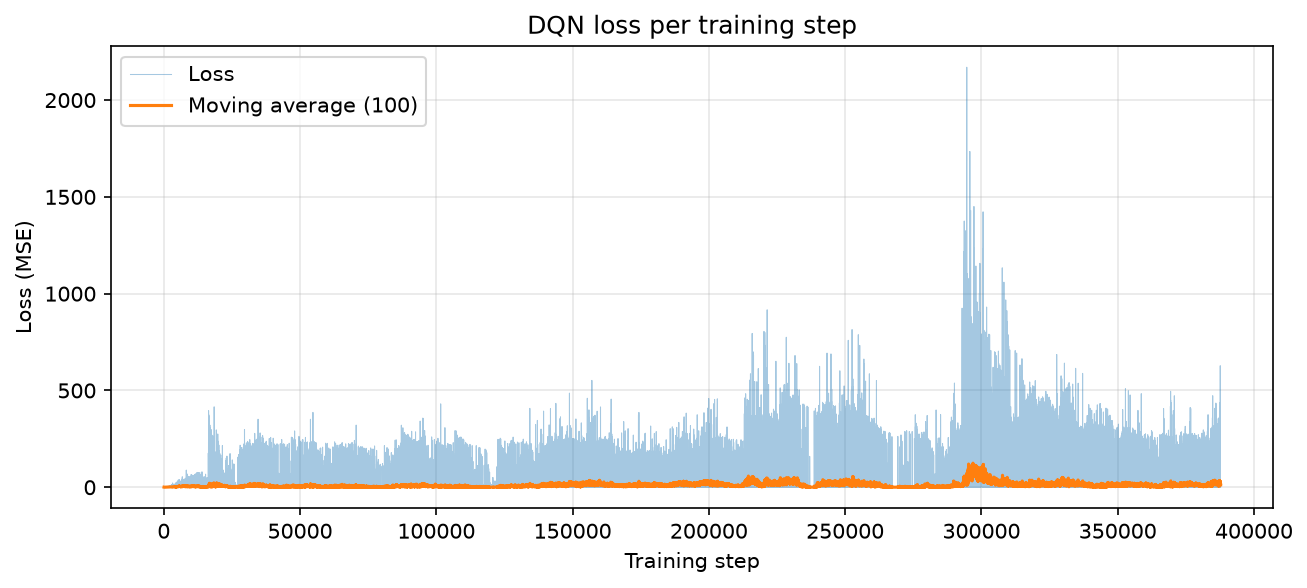 DQN loss per training step
Loss
Moving average (100)
2000
1500
1000
500
0
Loss (MSE)
0 50000 100000 150000 200000 250000 300000 350000 400000
Training step